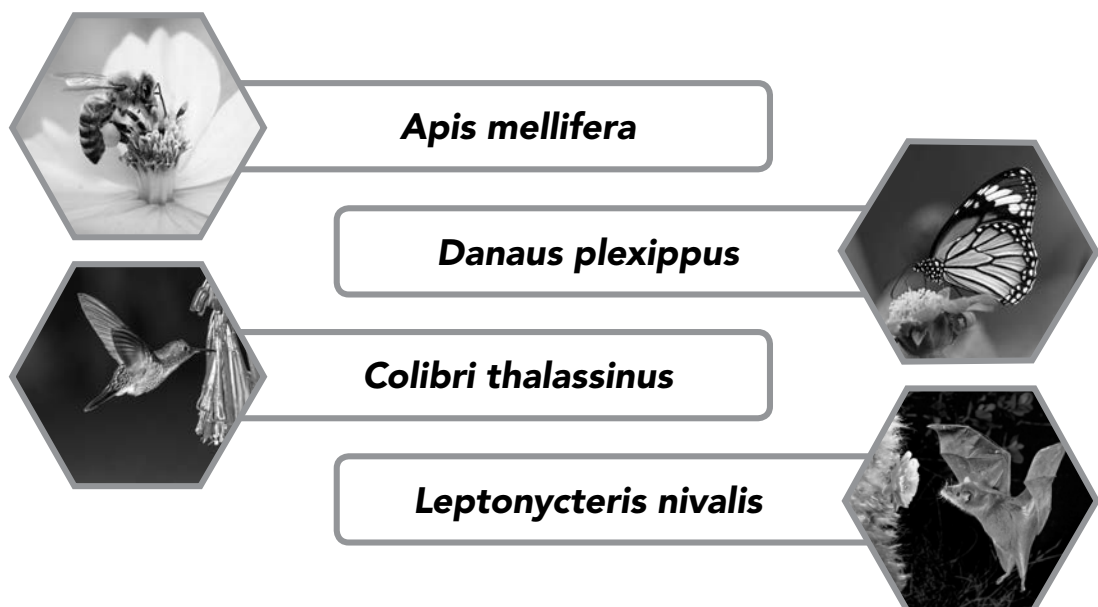 Apis mellifera
Danaus plexippus
Colibri thalassinus
Leptonycteris nivalis